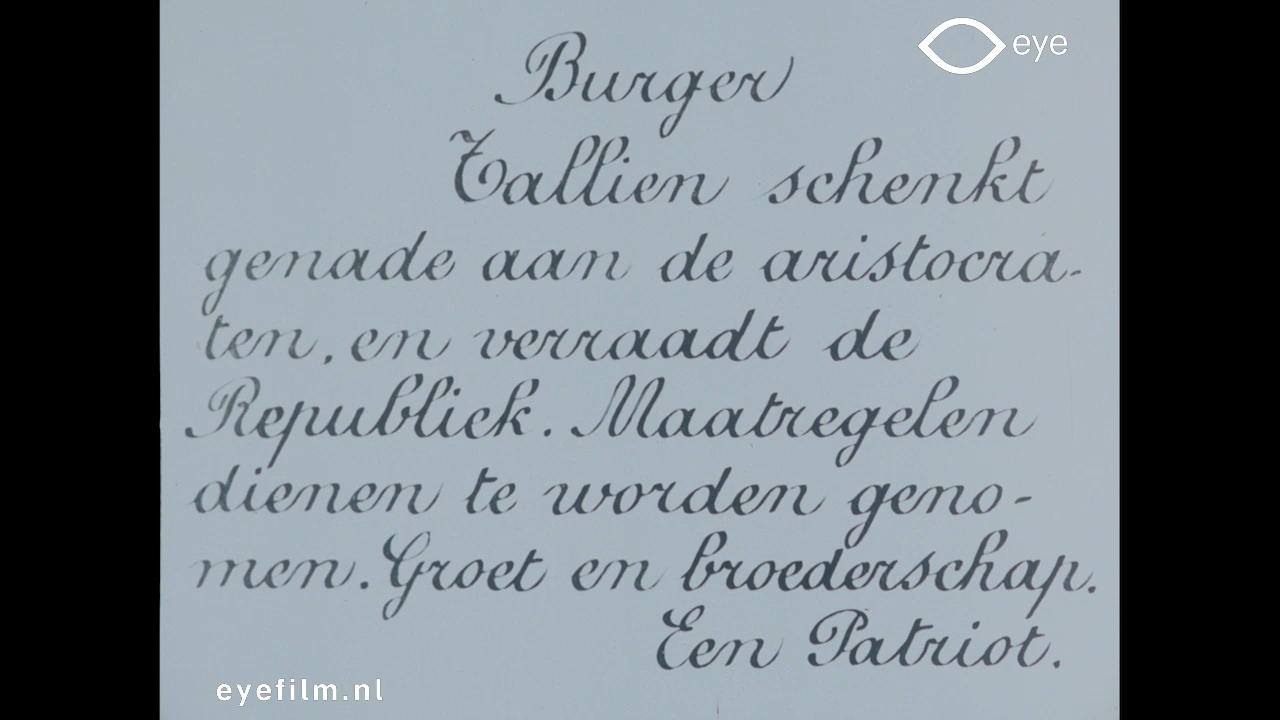 eye
Burger
Tallien schenkt
genade aan de aristocra-
ten, en verraadt de
Republiek. Maatregelen
dienen te worden geno-
men. Groet en broederschap.
Een Patriot.
eyefilm.nl